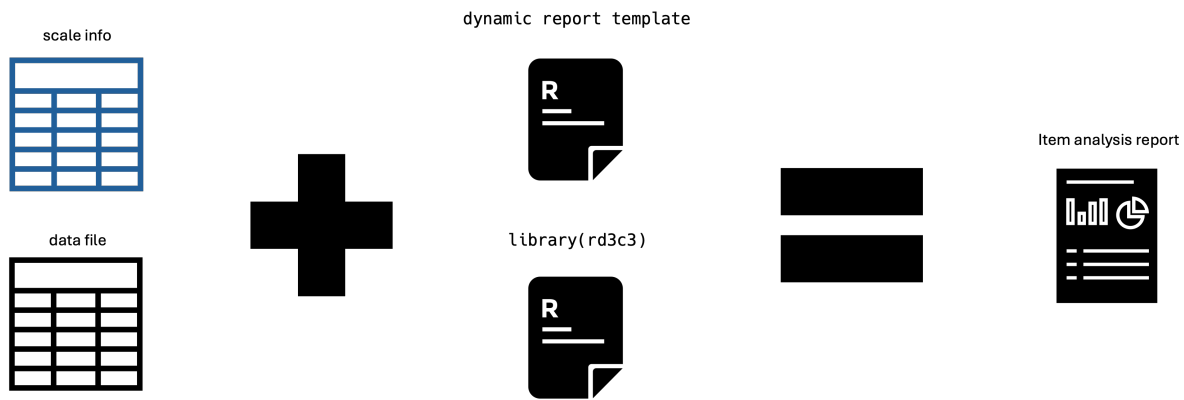 dynamic report template
scale info
R
Item analysis report
data file
library(rd3c3)
R